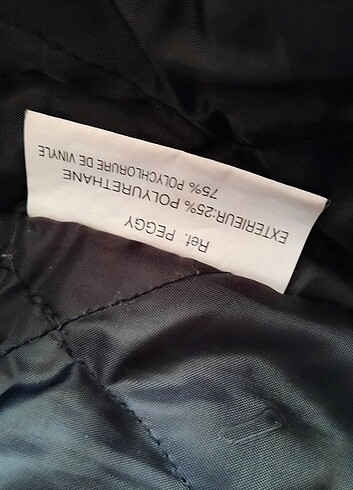 Ref. PEGGY
EXTERIEUR:25% POLYURETHANE
75% POLYCHLORURE DE VINYLE